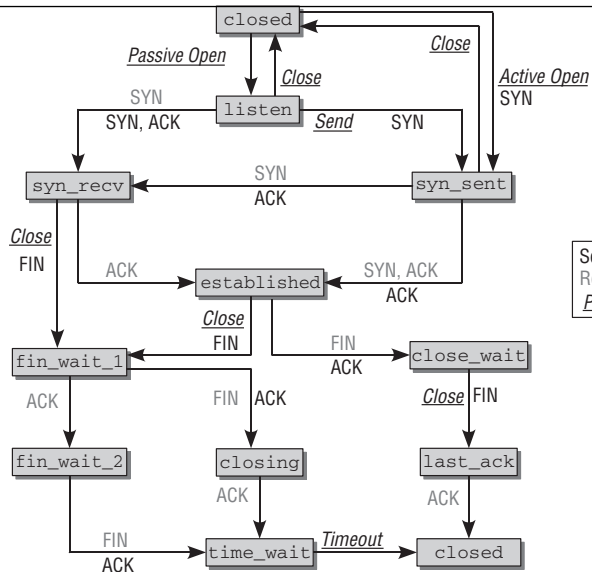 closed
Passive Open
Close
Close
Active Open
SYN
SYN
SYN, ACK
listen
Send
SYN
syn_recv
SYN
ACK
syn_sent
Close
FIN
ACK
established
SYN, ACK
ACK
Close
FIN
FIN
ACK
fin_wait_1
close_wait
ACK
FIN
ACK
Close
FIN
fin_wait_2
closing
last_ack
ACK
ACK
FIN
ACK
time_wait
Timeout
closed